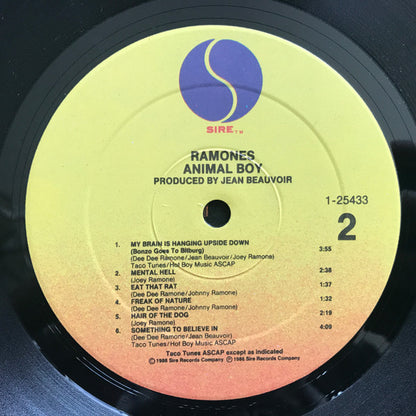 SIRE TM
RAMONES
ANIMAL BOY
PRODUCED BY JEAN BEAUVOIR
1-25433
2
1. MY BRAIN IS HANGING UPSIDE DOWN
(Bonzo Goes To Bitburg) 3:55
(Dee Dee Ramone/Jean Beauvoir/Joey Ramone)
Taco Tunes/Hot Boy Music ASCAP
2. MENTAL HELL 2:38
(Joey Ramone)
3. EAT THAT RAT 1:37
(Dee Dee Ramone/Johnny Ramone)
4. FREAK OF NATURE 1:32
(Dee Dee Ramone/Johnny Ramone)
5. HAIR OF THE DOG 2:19
(Joey Ramone)
6. SOMETHING TO BELIEVE IN 4:09
(Dee Dee Ramone/Jean Beauvoir)
Taco Tunes/Hot Boy Music ASCAP
Taco Tunes ASCAP except as indicated
© 1986 Sire Records Company ℗ 1986 Sire Records Company